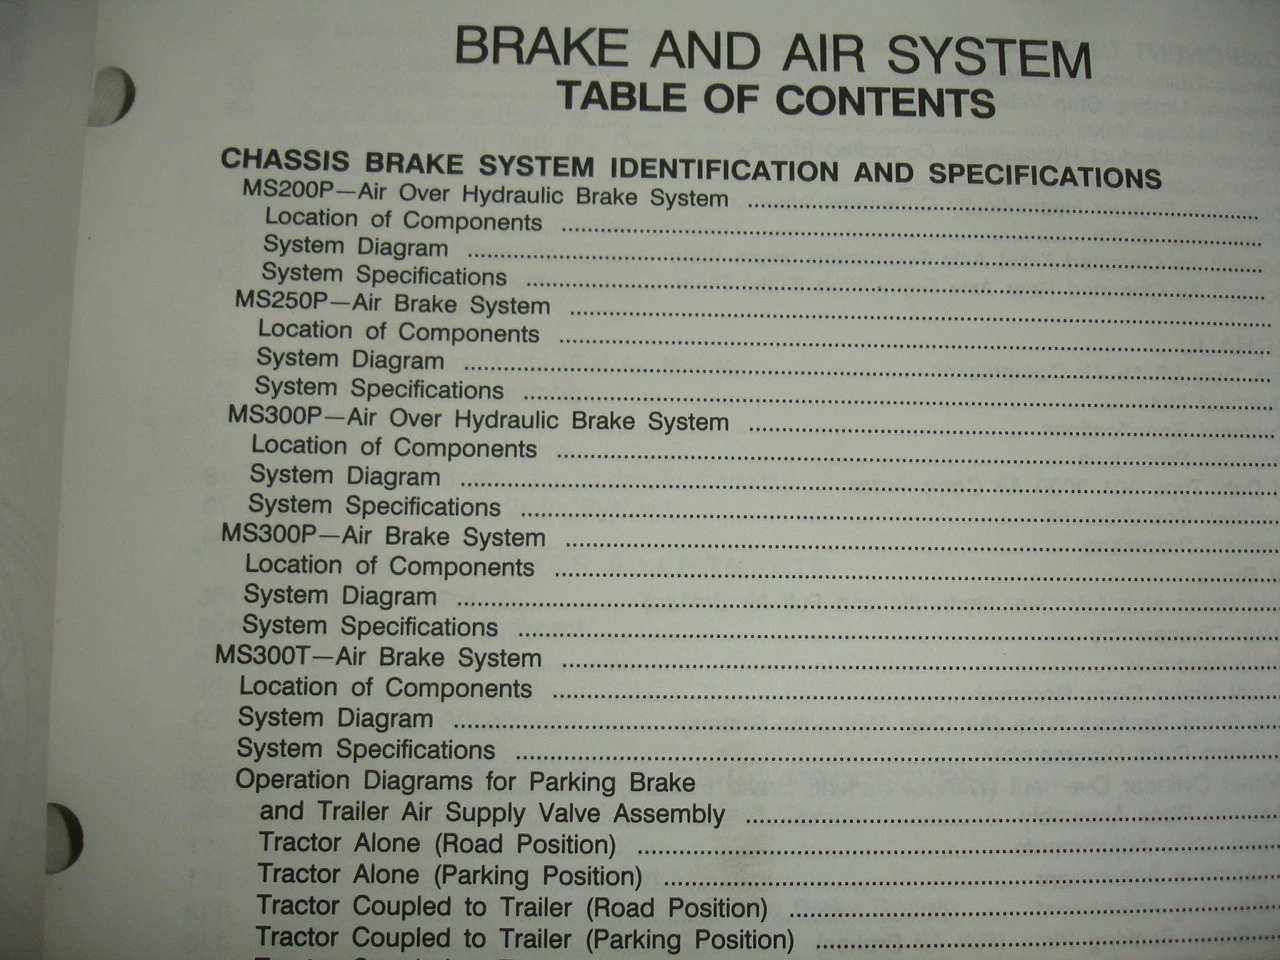 BRAKE AND AIR SYSTEM
TABLE OF CONTENTS
CHASSIS BRAKE SYSTEM IDENTIFICATION AND SPECIFICATIONS
MS200P—Air Over Hydraulic Brake System
Location of Components
System Diagram
System Specifications
MS250P—Air Brake System
Location of Components
System Diagram
System Specifications
MS300P—Air Over Hydraulic Brake System
Location of Components
System Diagram
System Specifications
MS300P—Air Brake System
Location of Components
System Diagram
System Specifications
MS300T—Air Brake System
Location of Components
System Diagram
System Specifications
Operation Diagrams for Parking Brake
and Trailer Air Supply Valve Assembly
Tractor Alone (Road Position)
Tractor Alone (Parking Position)
Tractor Coupled to Trailer (Road Position)
Tractor Coupled to Trailer (Parking Position)